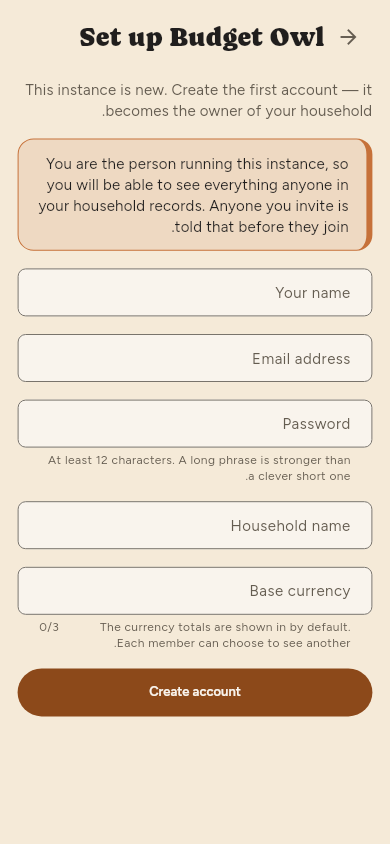 Set up Budget Owl
This instance is new. Create the first account — it
becomes the owner of your household.
You are the person running this instance, so
you will be able to see everything anyone in
your household records. Anyone you invite is
told that before they join.
Your name
Email address
Password
At least 12 characters. A long phrase is stronger than
a clever short one.
Household name
Base currency
The currency totals are shown in by default.
Each member can choose to see another.
0/3
Create account